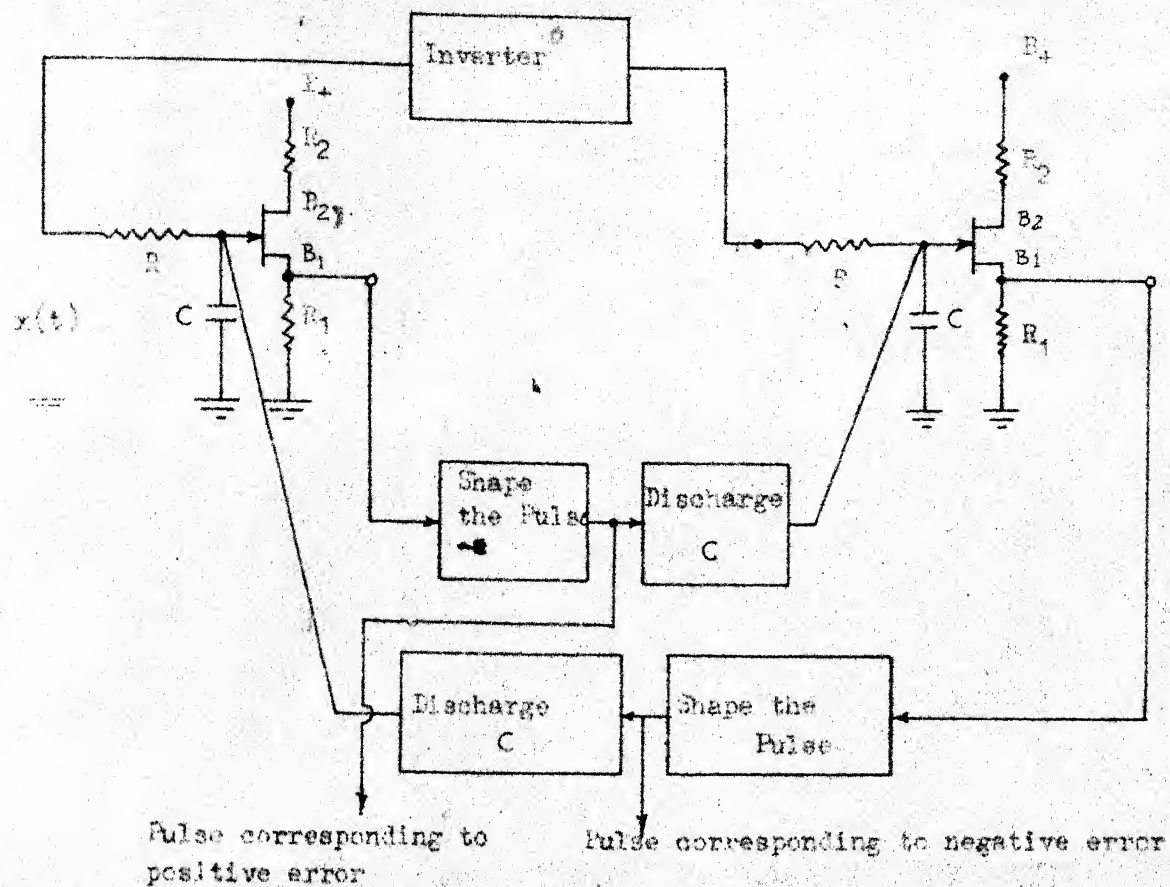 Inverter
B+
R2
R2
B2
B2
B1
B1
R
R
x(t)
C
R1
C
R1
Shape
the Pulse
Discharge
C
Discharge
C
Shape the
Pulse
Pulse corresponding to
positive error
Pulse corresponding to negative error